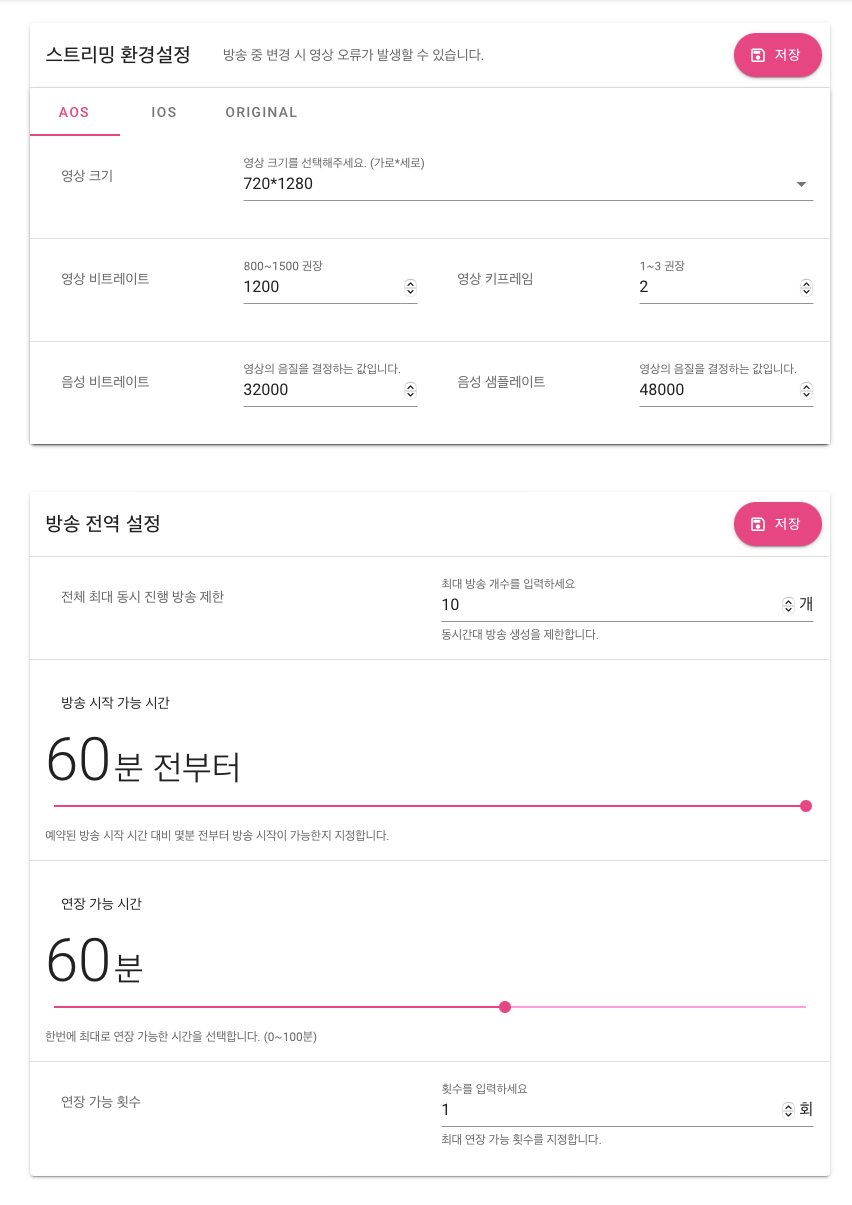 스트리밍 환경설정 방송 중 변경 시 영상 오류가 발생할 수 있습니다. 저장
AOS IOS ORIGINAL
영상 크기
영상 크기를 선택해주세요. (가로*세로)
720*1280
영상 비트레이트
800~1500 권장
1200
영상 키프레임
1~3 권장
2
음성 비트레이트
영상의 음질을 결정하는 값입니다.
32000
음성 샘플레이트
영상의 음질을 결정하는 값입니다.
48000
방송 전역 설정 저장
전체 최대 동시 진행 방송 제한
최대 방송 개수를 입력하세요
10 개
동시간대 방송 생성을 제한합니다.
방송 시작 가능 시간
60분 전부터
예약된 방송 시작 시간 대비 몇분 전부터 방송 시작이 가능한지 지정합니다.
연장 가능 시간
60분
한번에 최대로 연장 가능한 시간을 선택합니다. (0~100분)
연장 가능 횟수
횟수를 입력하세요
1 회
최대 연장 가능 횟수를 지정합니다.